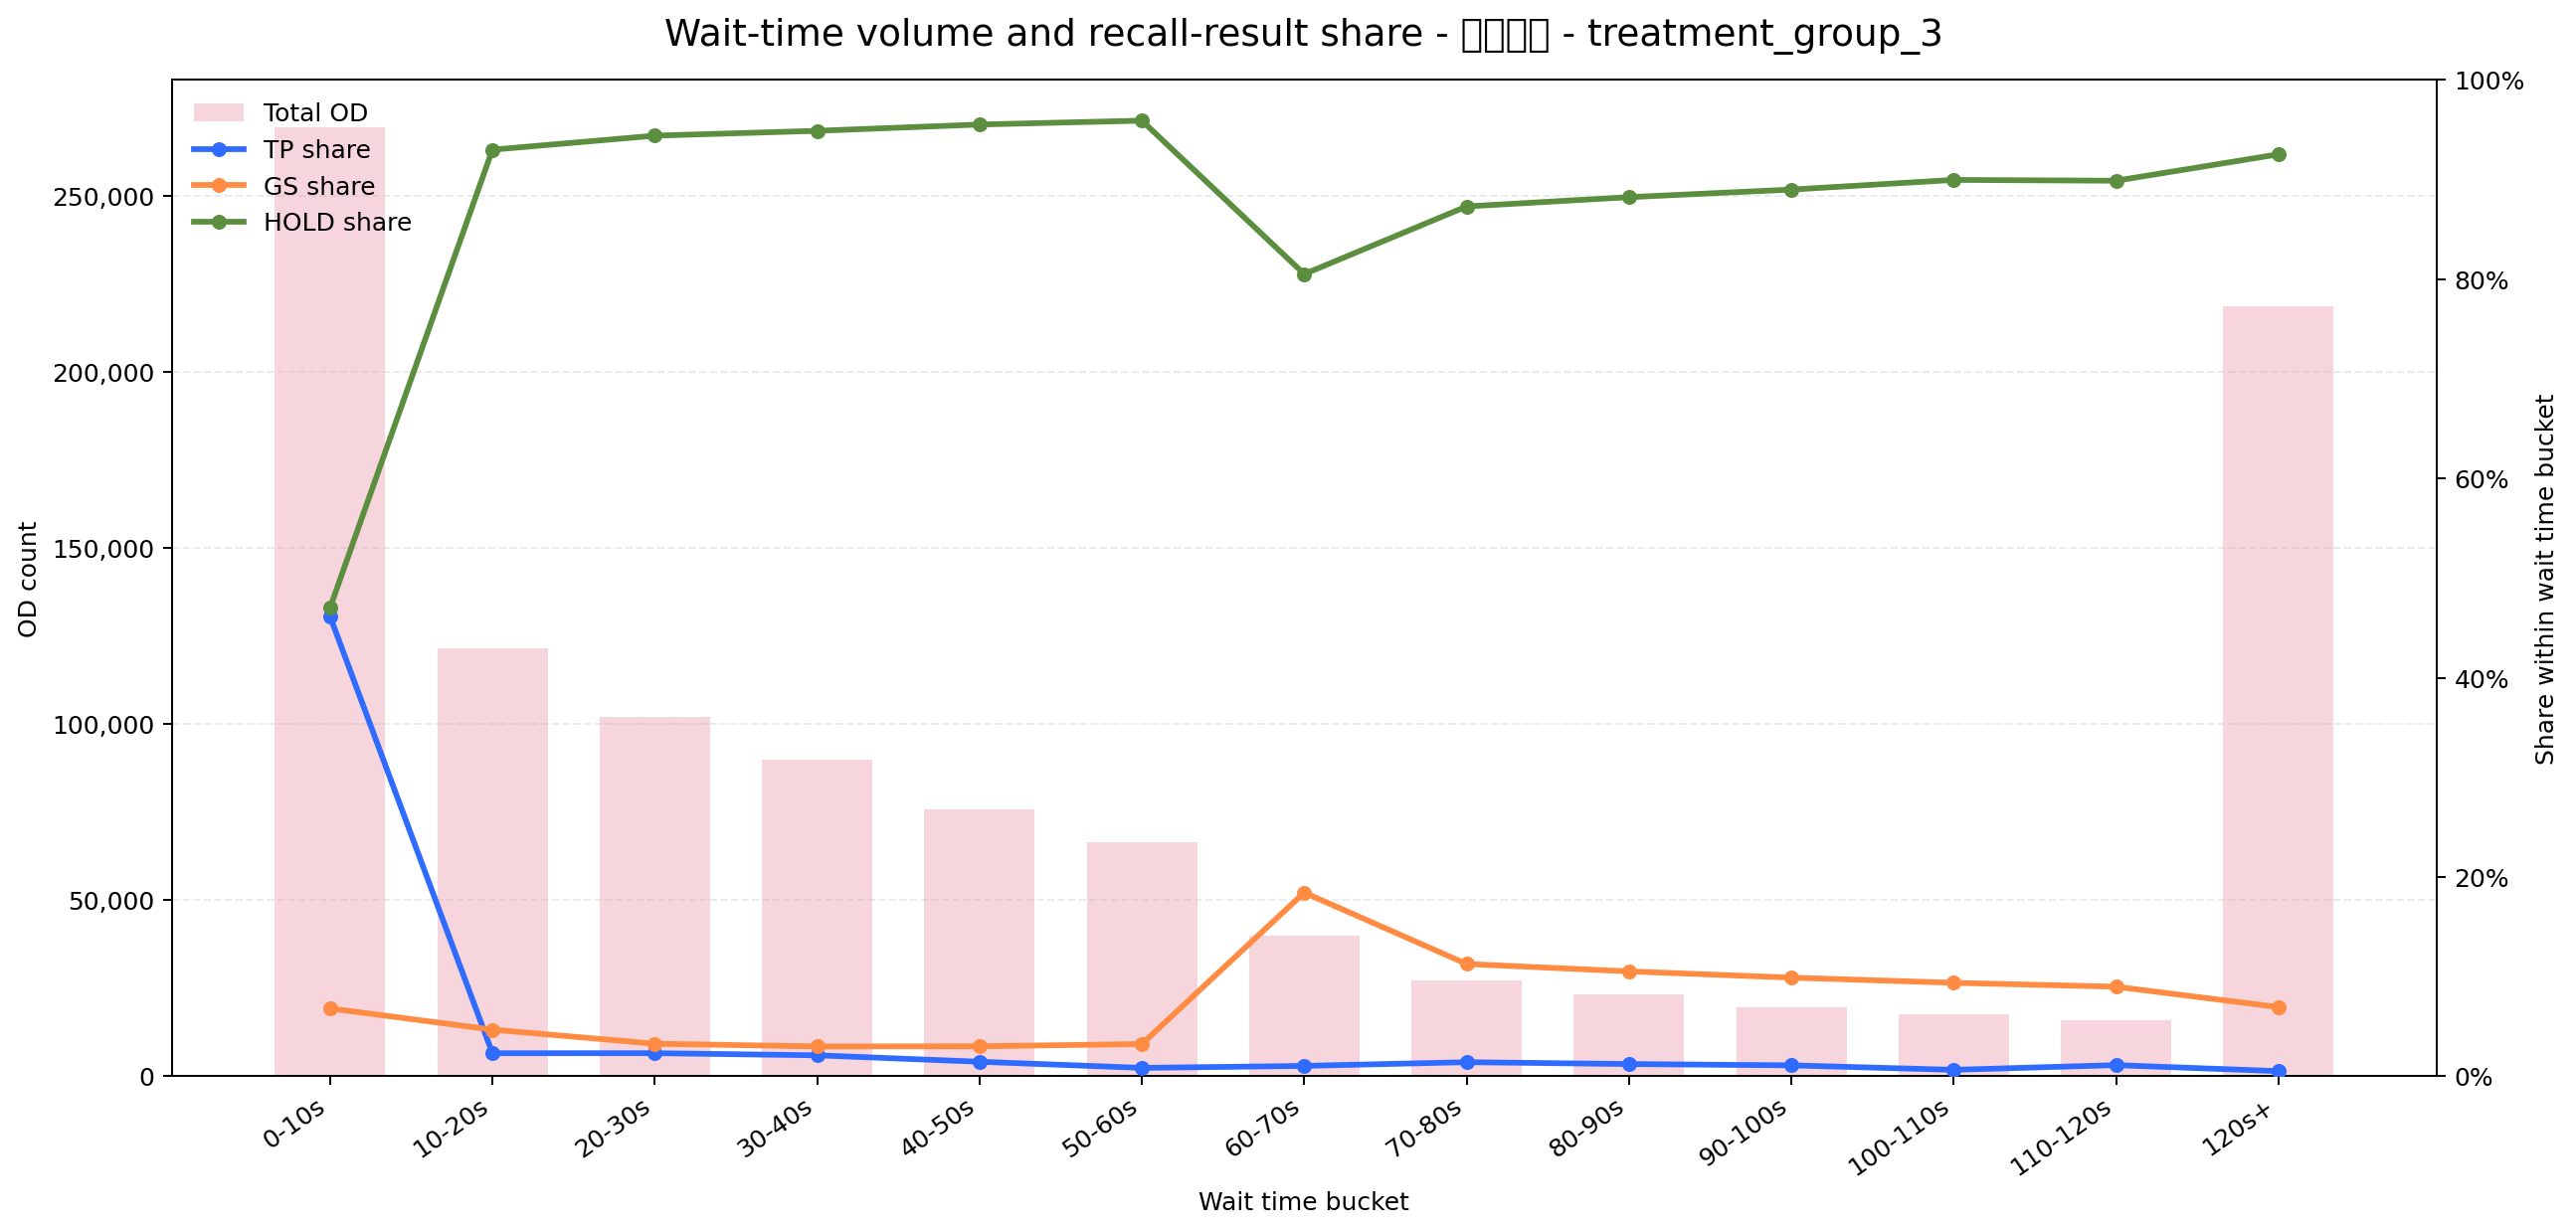 Wait-time volume and recall-result share - □□□□ - treatment_group_3
Total OD
TP share
GS share
HOLD share
250,000
200,000
150,000
100,000
50,000
0
OD count
100%
80%
60%
40%
20%
0%
Share within wait time bucket
0-10s
10-20s
20-30s
30-40s
40-50s
50-60s
60-70s
70-80s
80-90s
90-100s
100-110s
110-120s
120s+
Wait time bucket